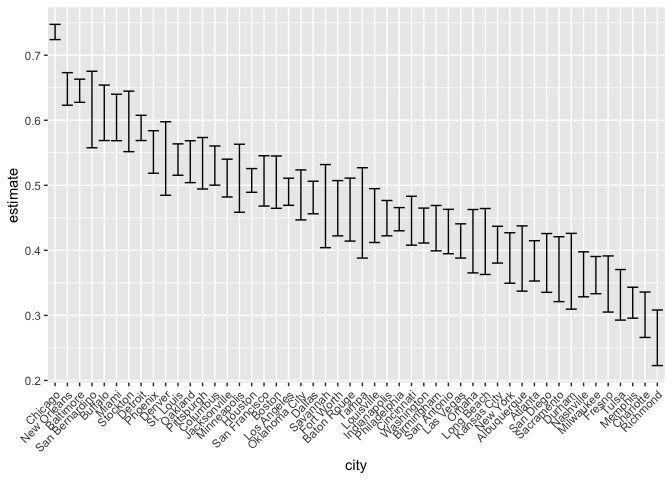 0.7
0.6
0.5
0.4
0.3
0.2
estimate
Chicago
New Orleans
Baltimore
San Bernardino
Buffalo
Miami
Stockton
Detroit
Phoenix
Denver
St. Louis
Oakland
Pittsburgh
Columbus
Jacksonville
Minneapolis
Houston
San Francisco
Boston
Los Angeles
Oklahoma City
Dallas
Savannah
Fort Worth
Baton Rouge
Tampa
Louisville
Indianapolis
Philadelphia
Cincinnati
Washington
Birmingham
San Antonio
Las Vegas
Omaha
Long Beach
Kansas City
New York
Albuquerque
Atlanta
San Diego
Sacramento
Durham
Nashville
Milwaukee
Fresno
Tulsa
Memphis
Charlotte
Richmond
city